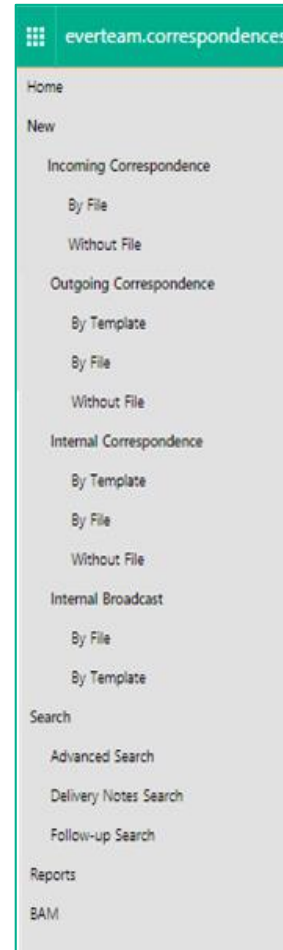 everteam.correspondences
Home
New
Incoming Correspondence
By File
Without File
Outgoing Correspondence
By Template
By File
Without File
Internal Correspondence
By Template
By File
Without File
Internal Broadcast
By File
By Template
Search
Advanced Search
Delivery Notes Search
Follow-up Search
Reports
BAM